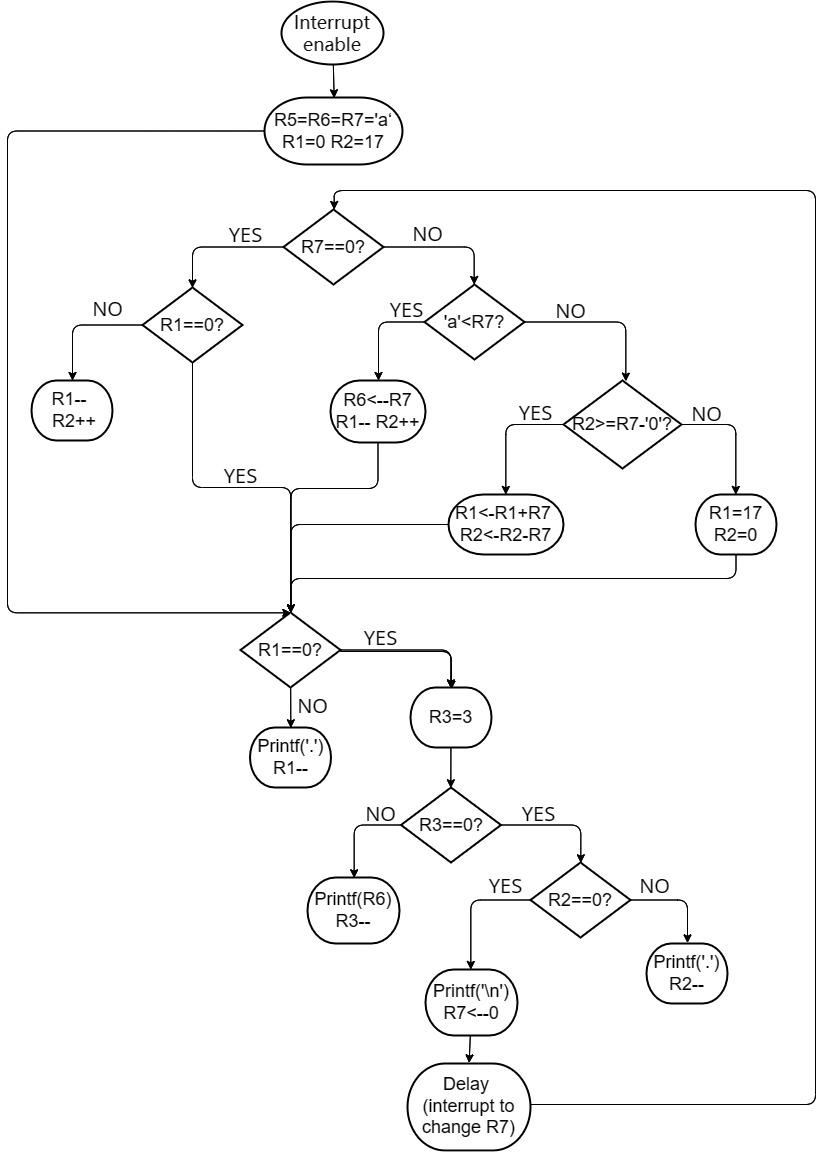 Interrupt
enable
R5=R6=R7='a‘
R1=0 R2=17
R7==0?
YES
NO
R1==0?
NO
R1--
R2++
YES
'a'<R7?
YES
NO
R6<--R7
R1-- R2++
R2>=R7-'0'?
YES
NO
R1<-R1+R7
R2<-R2-R7
R1=17
R2=0
R1==0?
YES
NO
Printf('.')
R1--
R3=3
R3==0?
NO
YES
Printf(R6)
R3--
R2==0?
YES
NO
Printf('.')
R2--
Printf('\n')
R7<--0
Delay
(interrupt to
change R7)